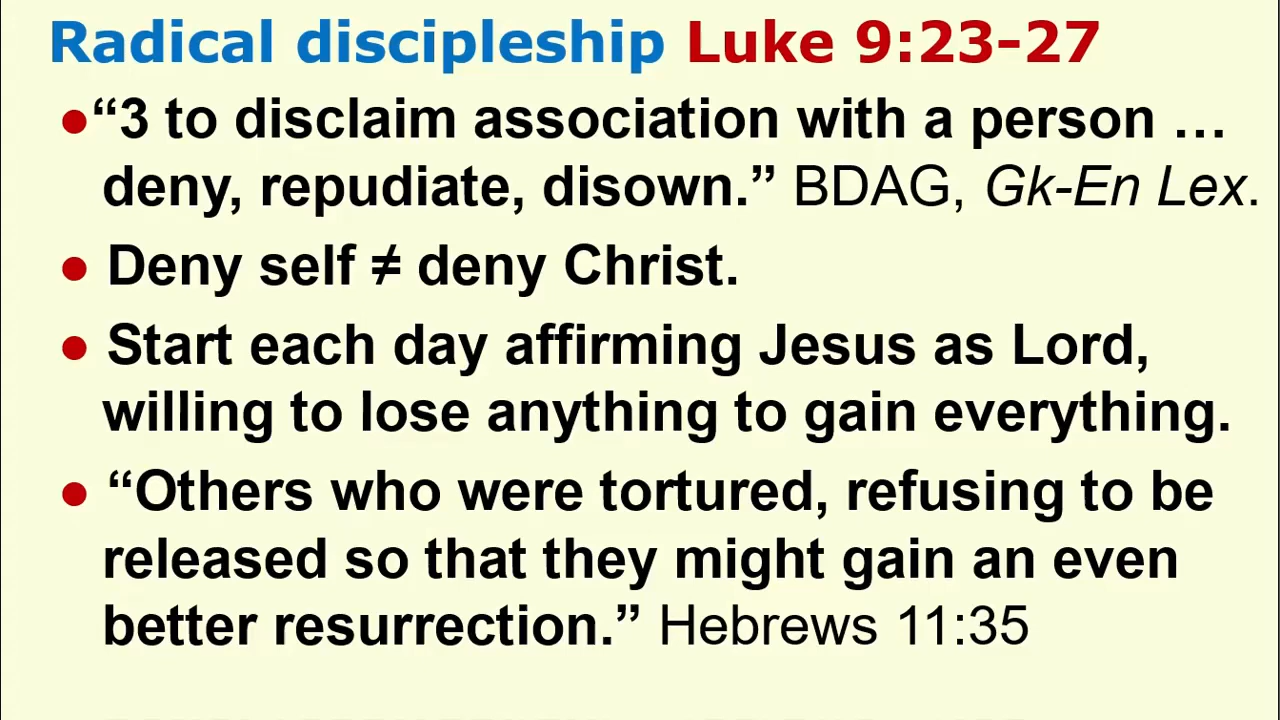 Radical discipleship Luke 9:23-27
●“3 to disclaim association with a person …
deny, repudiate, disown.” BDAG, Gk-En Lex.
● Deny self ≠ deny Christ.
● Start each day affirming Jesus as Lord,
willing to lose anything to gain everything.
● “Others who were tortured, refusing to be
released so that they might gain an even
better resurrection.” Hebrews 11:35